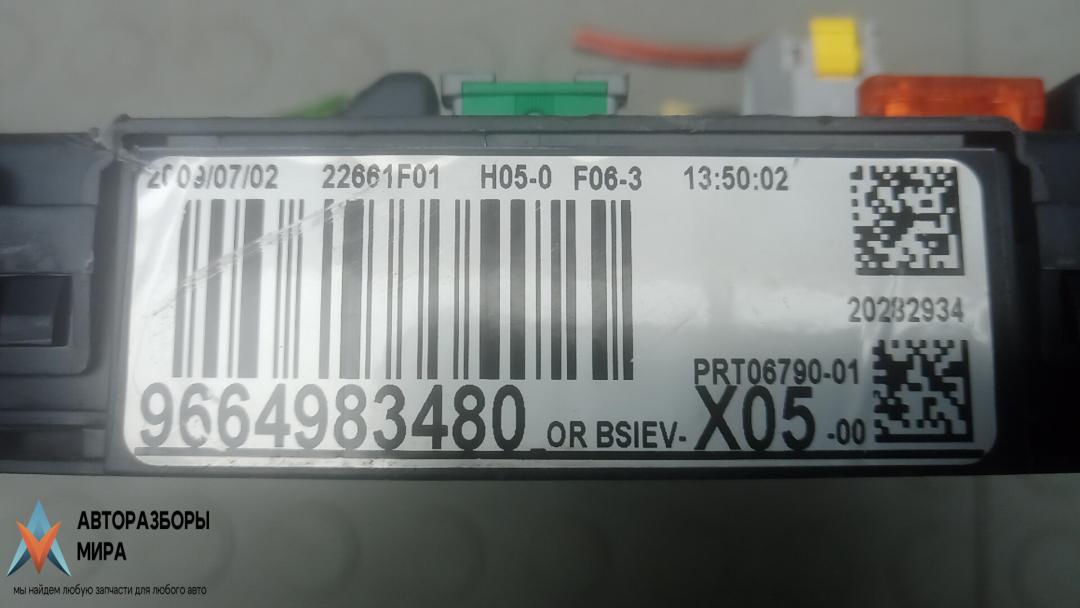 2009/07/02 22661F01 H05-0 F06-3 13:50:02
20282934
PRT06790-01
9664983480 OR BSIEV-X05-00
АВТОРАЗБОРЫ
МИРА
мы найдем любую запчасти для любого авто